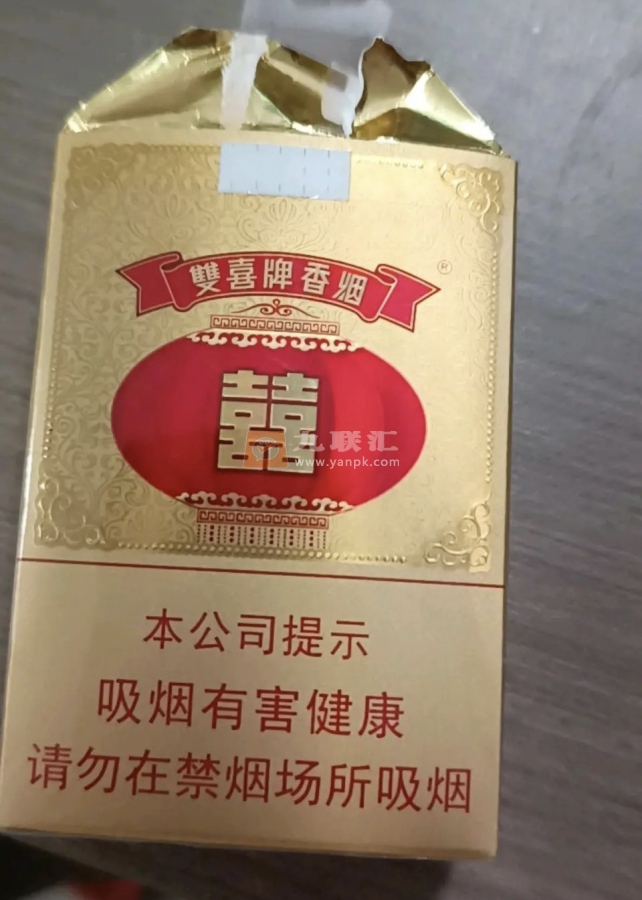 雙喜牌香烟
®
囍
九联汇
www.yanpk.com
本公司提示
吸烟有害健康
请勿在禁烟场所吸烟